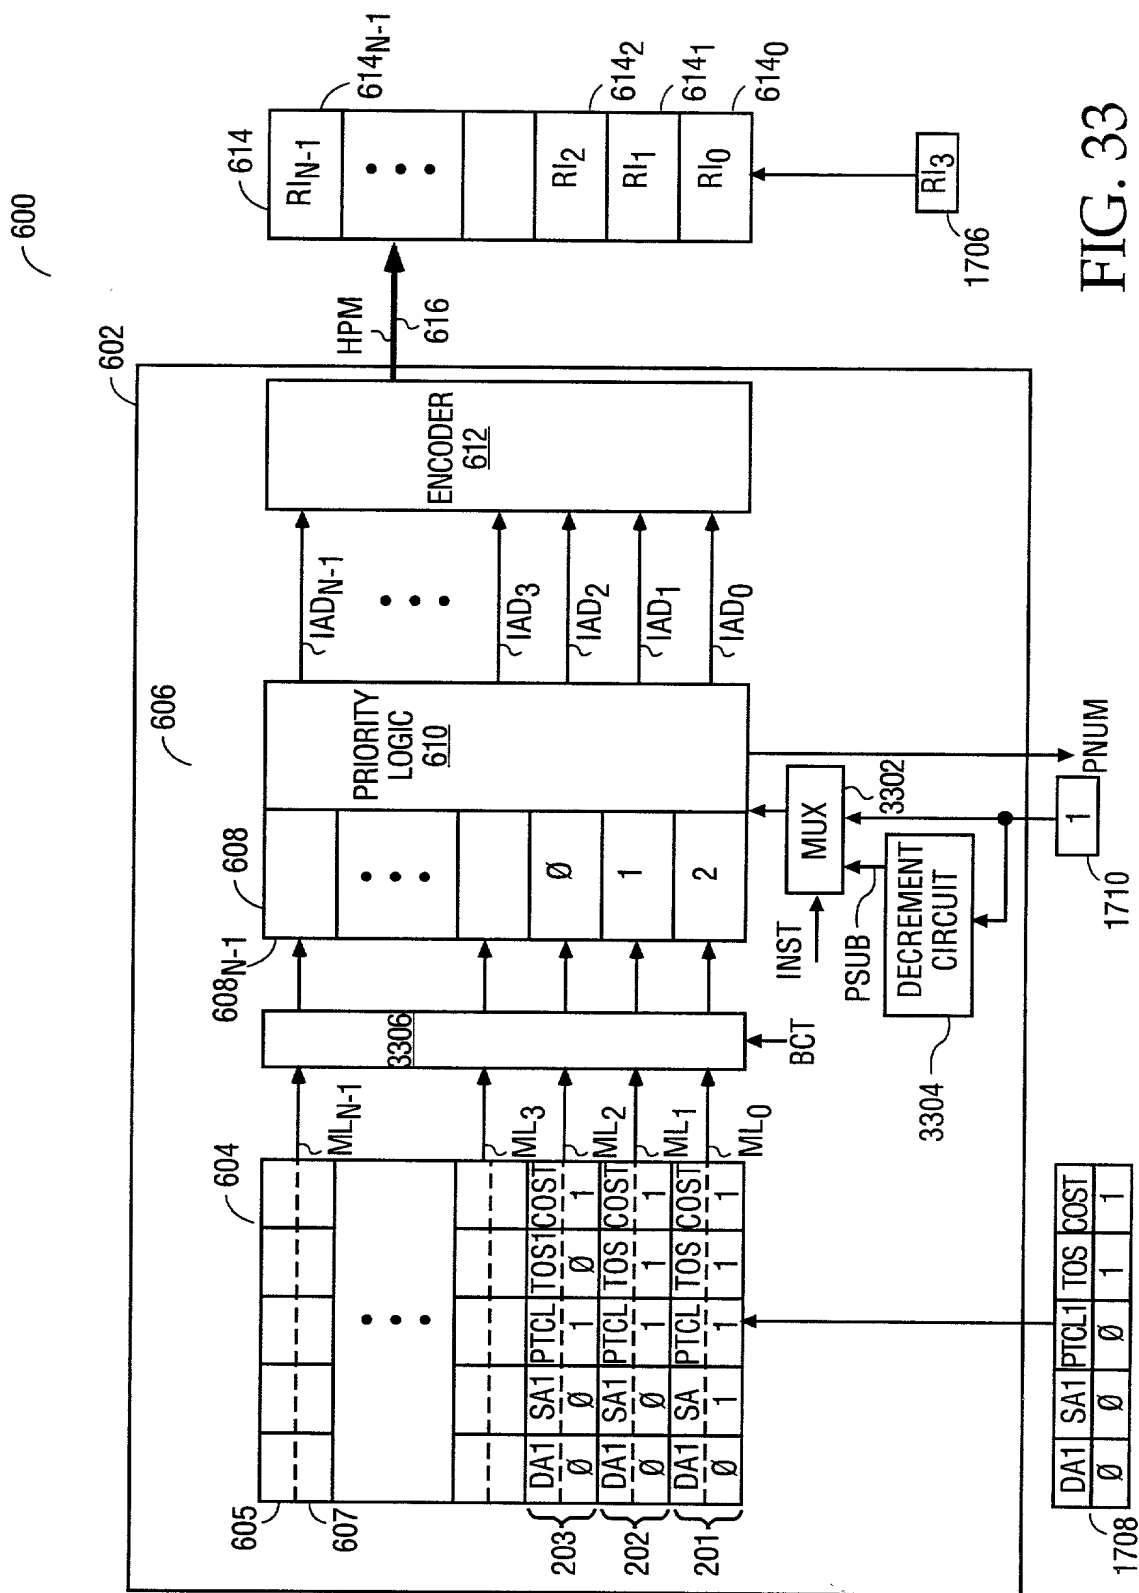 600
602
604
605
607
DA1 SA1 PTCL TOS1 COST
Ø Ø 1 Ø 1
DA1 SA1 PTCL TOS COST
Ø Ø 1 1 1
DA1 SA PTCL TOS COST
Ø 1 1 1 1
203
202
201
MLN-1
ML3
ML2
ML1
ML0
3306
BCT
606
608
608N-1
Ø
1
2
PRIORITY
LOGIC
610
IADN-1
IAD3
IAD2
IAD1
IAD0
ENCODER
612
HPM
616
614
RIN-1
RI2
RI1
RI0
614N-1
6142
6141
6140
RI3
1706
INST
MUX
3302
PSUB
DECREMENT
CIRCUIT
3304
1
1710
PNUM
DA1 SA1 PTCL1 TOS COST
Ø Ø Ø 1 1
1708
FIG. 33